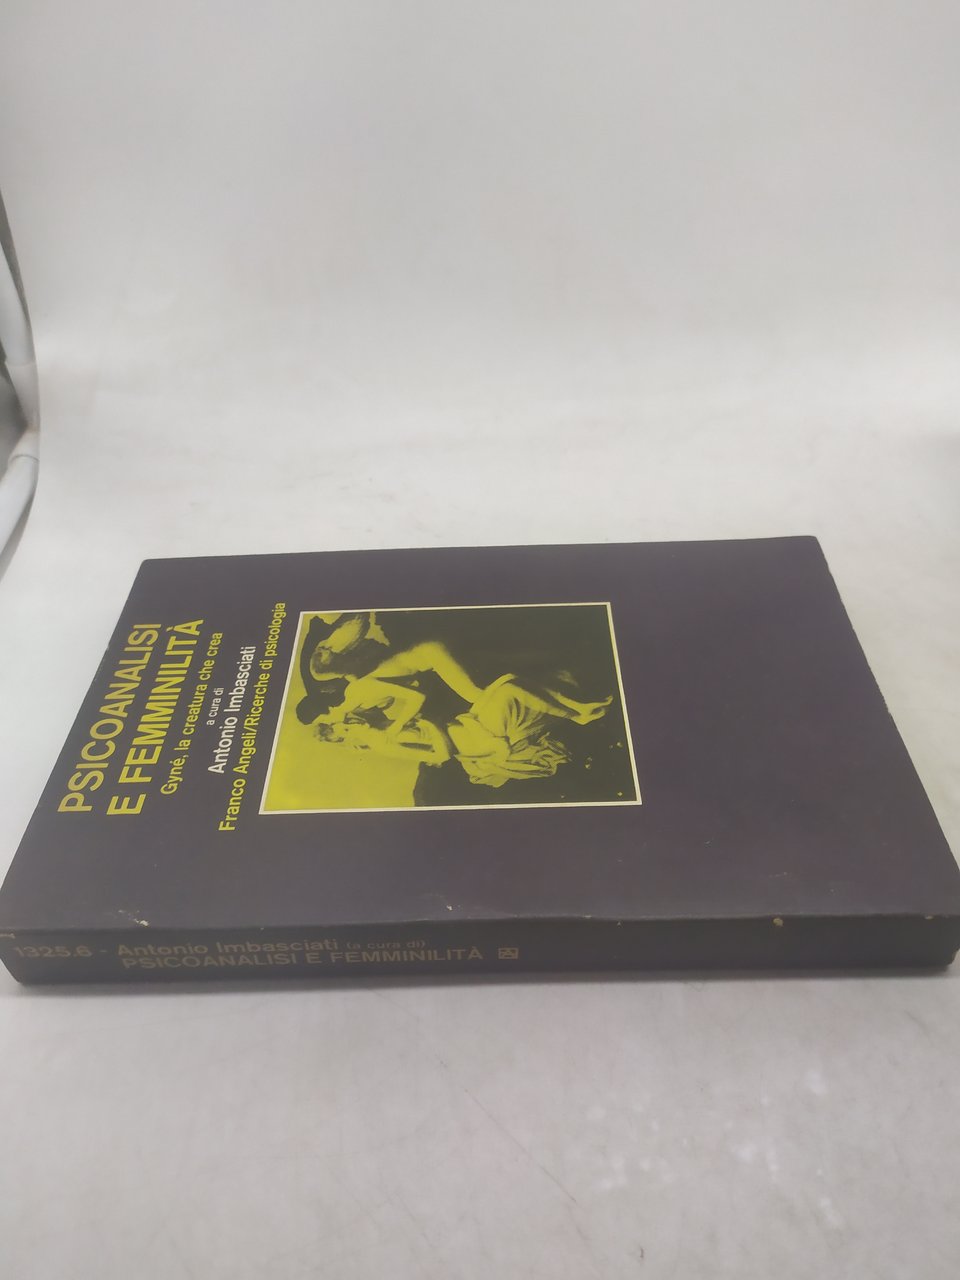 PSICOANALISI
E FEMMINILITÀ
Gyné, la creatura che crea
a cura di
Antonio Imbasciati
Franco Angeli/Ricerche di psicologia
1325.6 - Antonio Imbasciati (a cura di)
PSICOANALISI E FEMMINILITÀ